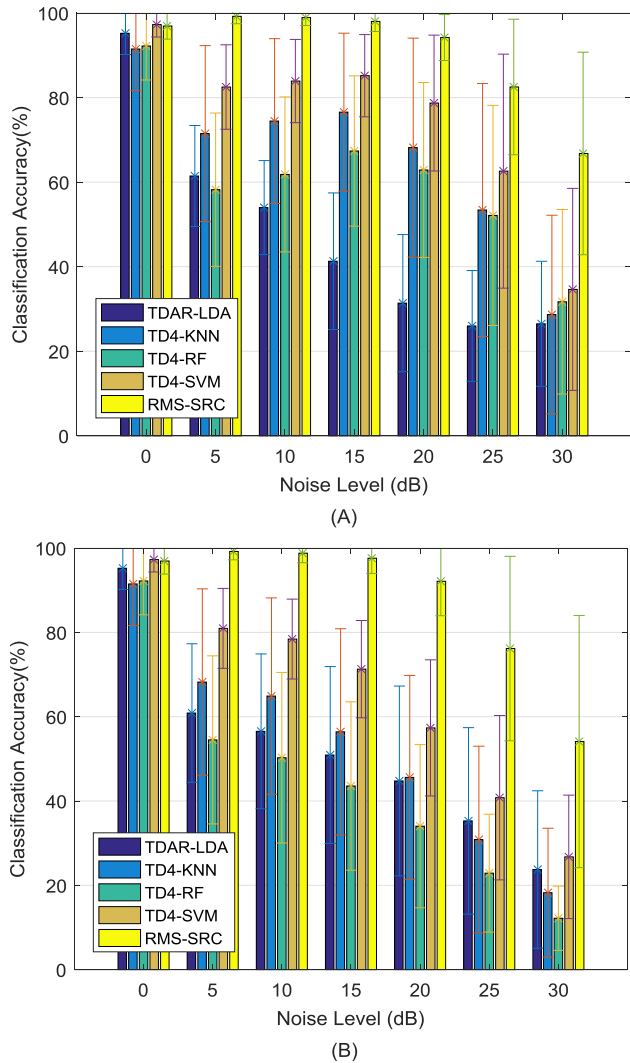 100
80
60
40
20
0
Classification Accuracy(%)
TDAR-LDA
TD4-KNN
TD4-RF
TD4-SVM
RMS-SRC
0 5 10 15 20 25 30
Noise Level (dB)
(A)
100
80
60
40
20
0
Classification Accuracy(%)
TDAR-LDA
TD4-KNN
TD4-RF
TD4-SVM
RMS-SRC
0 5 10 15 20 25 30
Noise Level (dB)
(B)